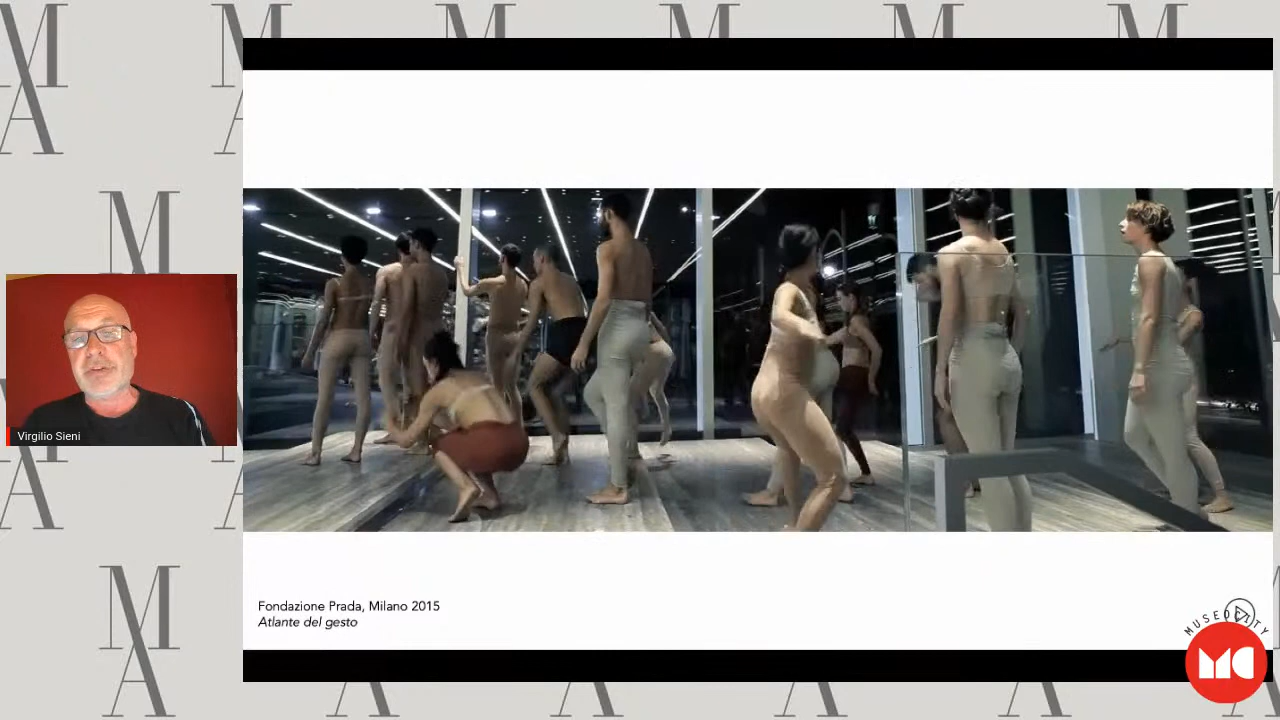 Virgilio Sieni
Fondazione Prada, Milano 2015
Atlante del gesto
MUSEOCITY
MC